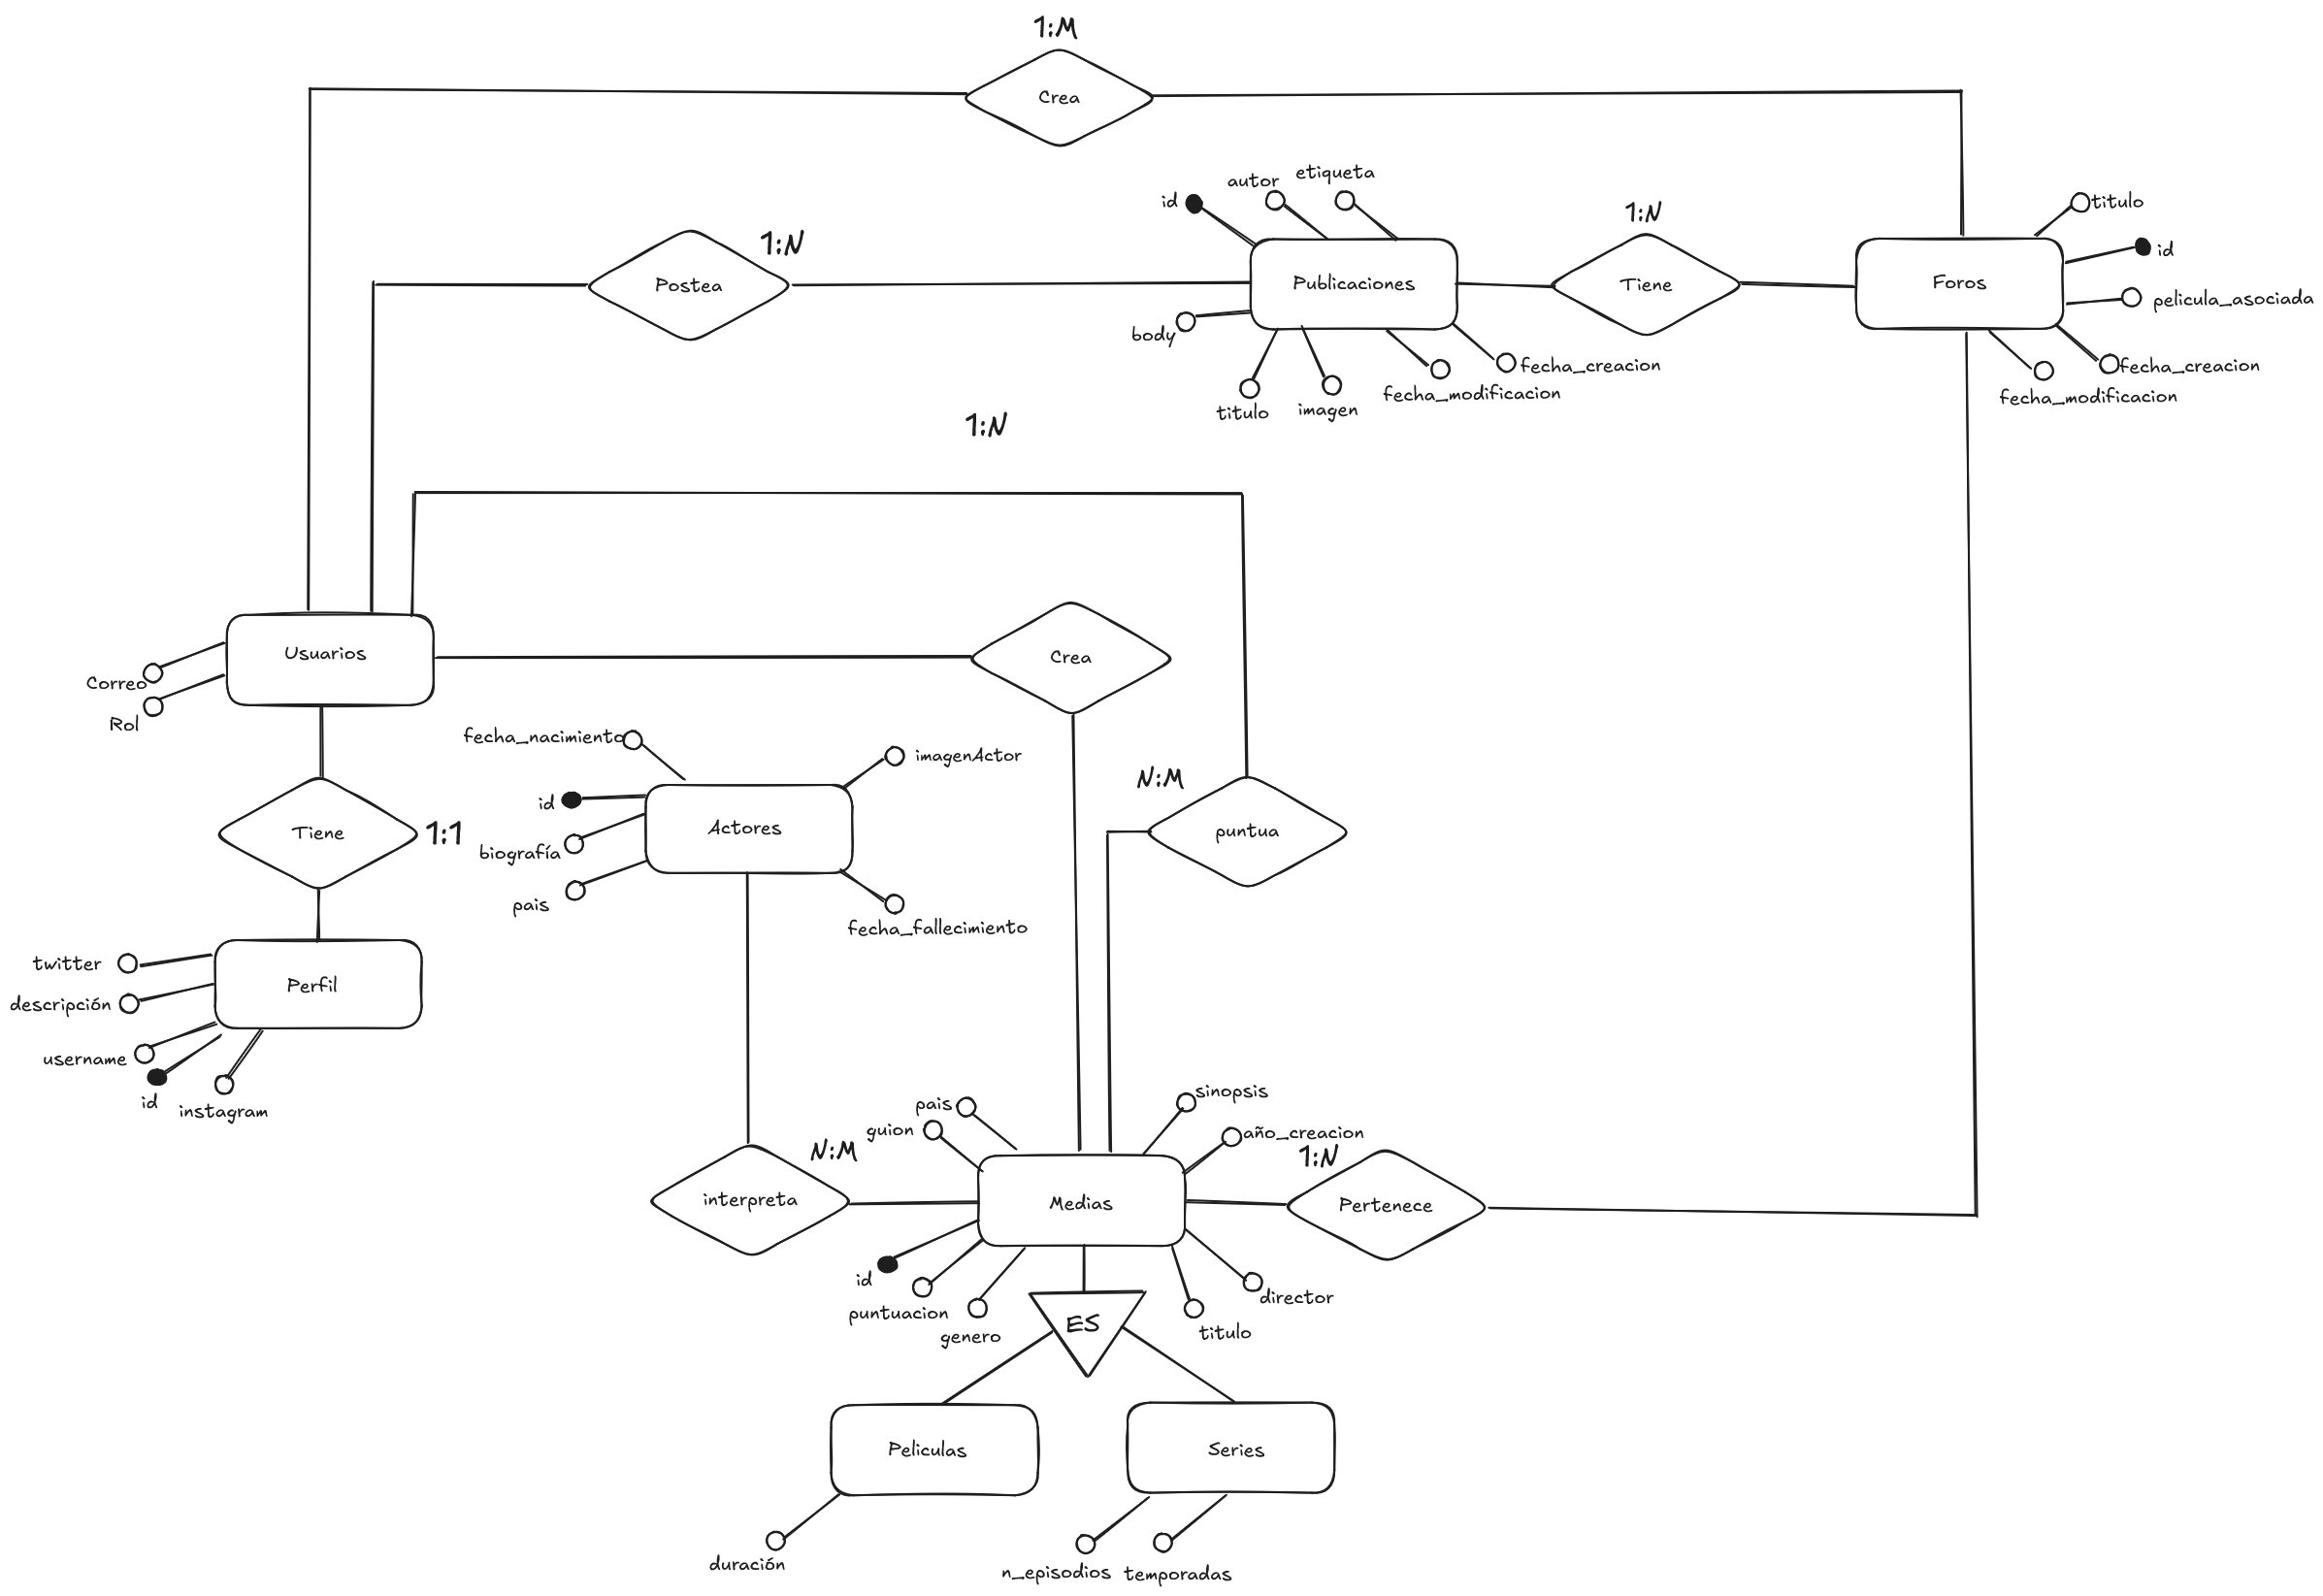 1:M
Crea
etiqueta
autor
id
titulo
1:N
1:N
id
Postea
Publicaciones
Tiene
Foros
pelicula_asociada
body
fecha_creacion
fecha_creacion
fecha_modificacion
fecha_modificacion
titulo
imagen
1:N
Usuarios
Crea
Correo
Rol
fecha_nacimiento
imagenActor
N:M
id
Actores
Tiene
1:1
puntua
biografía
pais
fecha_fallecimiento
twitter
Perfil
descripción
username
id
instagram
sinopsis
pais
guion
año_creacion
N:M
1:N
interpreta
Medias
Pertenece
id
director
puntuacion
ES
genero
titulo
Peliculas
Series
duración
n_episodios
temporadas